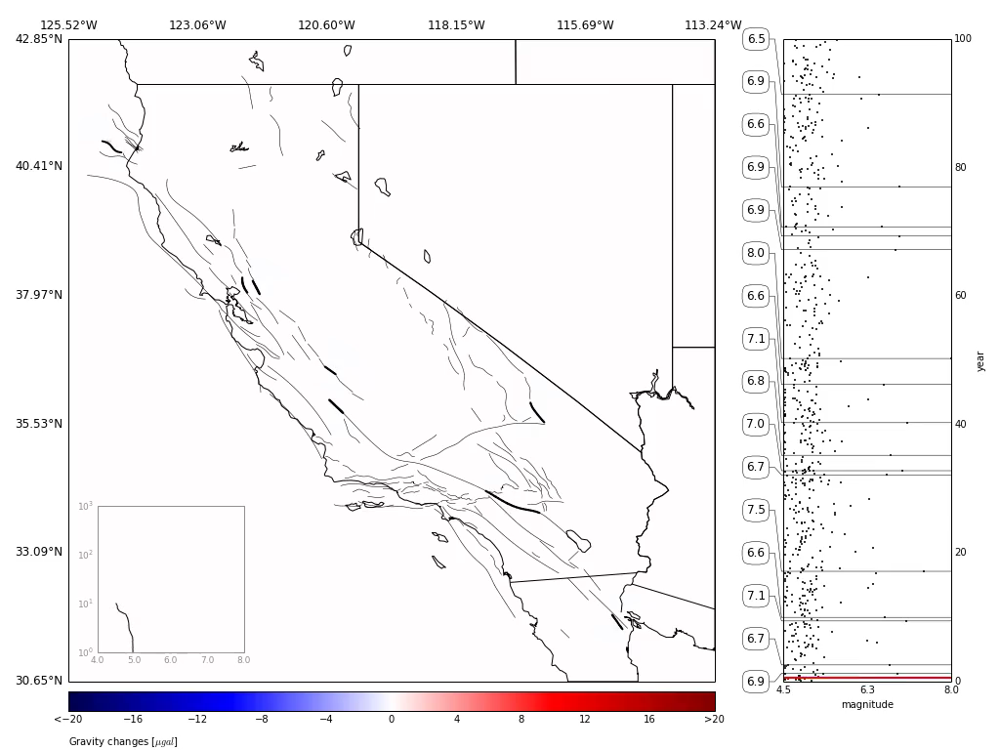 125.52°W 123.06°W 120.60°W 118.15°W 115.69°W 113.24°W
42.85°N
40.41°N
37.97°N
35.53°N
33.09°N
30.65°N
10³
10²
10¹
10⁰
4.0 5.0 6.0 7.0 8.0
<−20 −16 −12 −8 −4 0 4 8 12 16 >20
Gravity changes [μgal]
6.5
6.9
6.6
6.9
6.9
8.0
6.6
7.1
6.8
7.0
6.7
7.5
6.6
7.1
6.7
6.9
100
80
60
40
20
0
year
4.5 6.3 8.0
magnitude